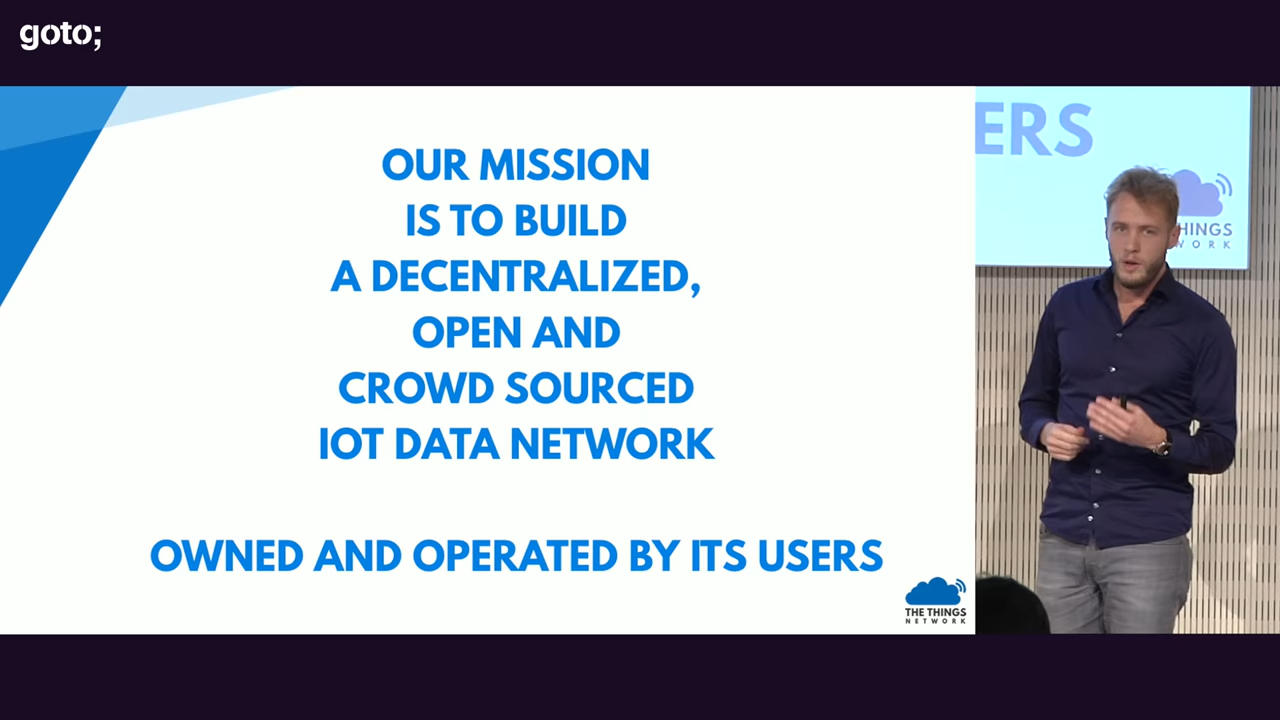 goto;
OUR MISSION
IS TO BUILD
A DECENTRALIZED,
OPEN AND
CROWD SOURCED
IOT DATA NETWORK
OWNED AND OPERATED BY ITS USERS
THE THINGS
NETWORK
ERS
HINGS
WORK